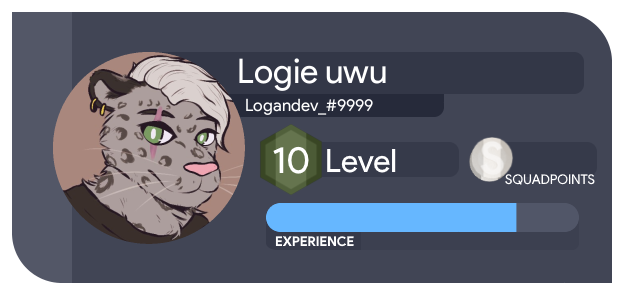 Logie uwu
Logandev_#9999
10 Level
S
SQUADPOINTS
EXPERIENCE